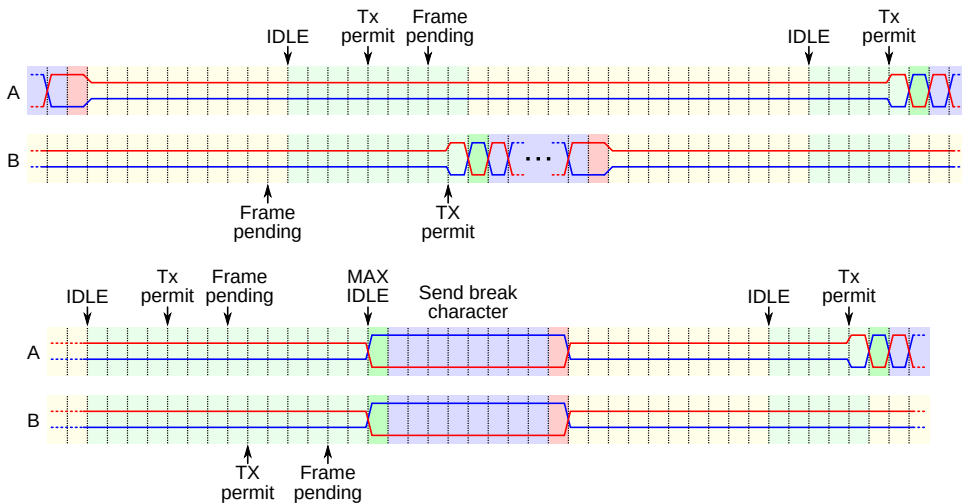 IDLE
Tx
permit
Frame
pending
IDLE
Tx
permit
A
B
...
Frame
pending
TX
permit
IDLE
Tx
permit
Frame
pending
MAX
IDLE
Send break
character
IDLE
Tx
permit
A
B
TX
permit
Frame
pending